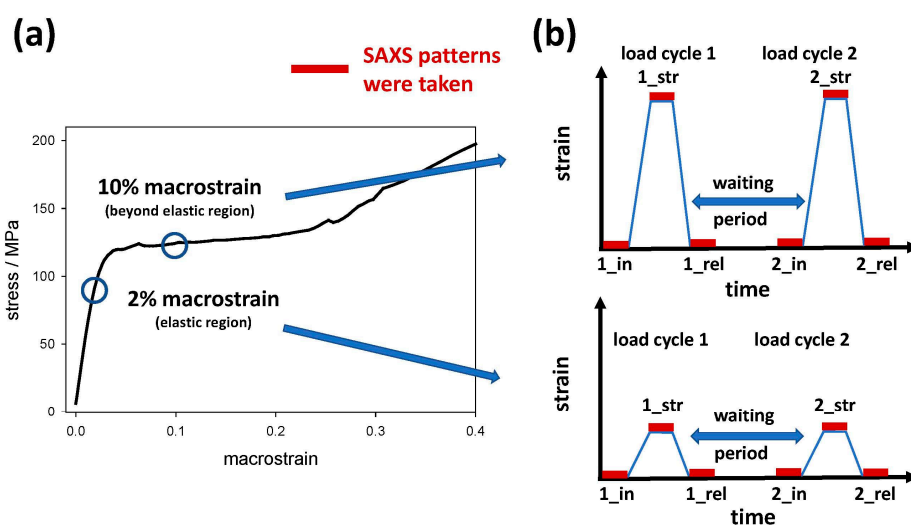 (a)
SAXS patterns
were taken
200
150
100
50
0
stress / MPa
10% macrostrain
(beyond elastic region)
2% macrostrain
(elastic region)
0.0
0.1
0.2
0.3
0.4
macrostrain
(b)
load cycle 1
load cycle 2
1_str
2_str
strain
waiting
period
1_in
1_rel
2_in
2_rel
time
load cycle 1
load cycle 2
1_str
2_str
strain
waiting
period
1_in
1_rel
2_in
2_rel
time